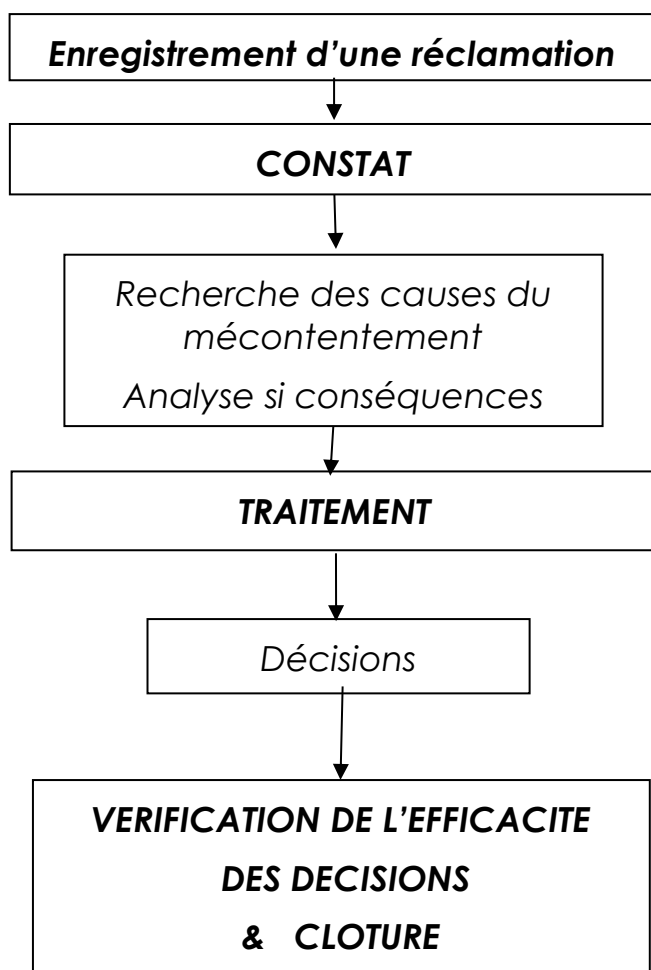 Enregistrement d’une réclamation
CONSTAT
Recherche des causes du
mécontentement
Analyse si conséquences
TRAITEMENT
Décisions
VERIFICATION DE L’EFFICACITE
DES DECISIONS
& CLOTURE